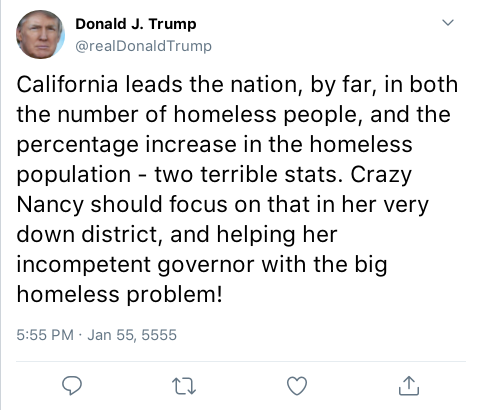 Donald J. Trump
@realDonaldTrump
California leads the nation, by far, in both
the number of homeless people, and the
percentage increase in the homeless
population - two terrible stats. Crazy
Nancy should focus on that in her very
down district, and helping her
incompetent governor with the big
homeless problem!
5:55 PM · Jan 55, 5555